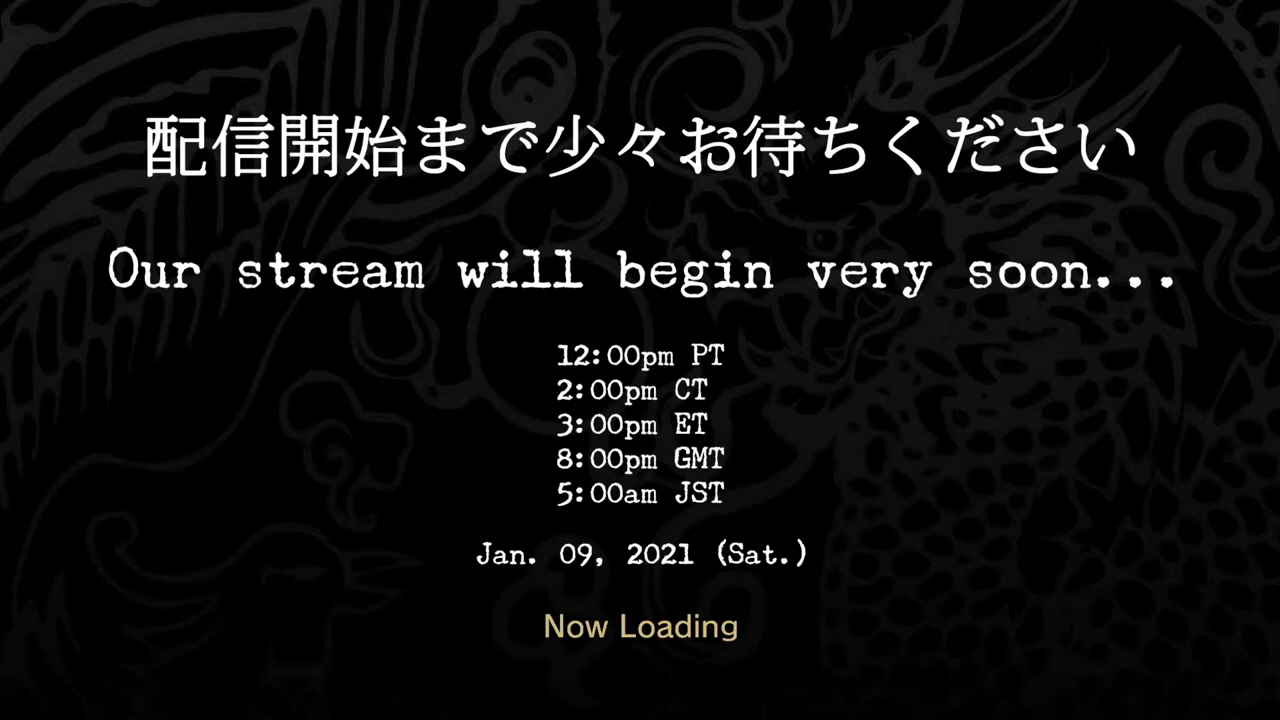 配信開始まで少々お待ちください
Our stream will begin very soon...
12:00pm PT
2:00pm CT
3:00pm ET
8:00pm GMT
5:00am JST
Jan. 09, 2021 (Sat.)
Now Loading